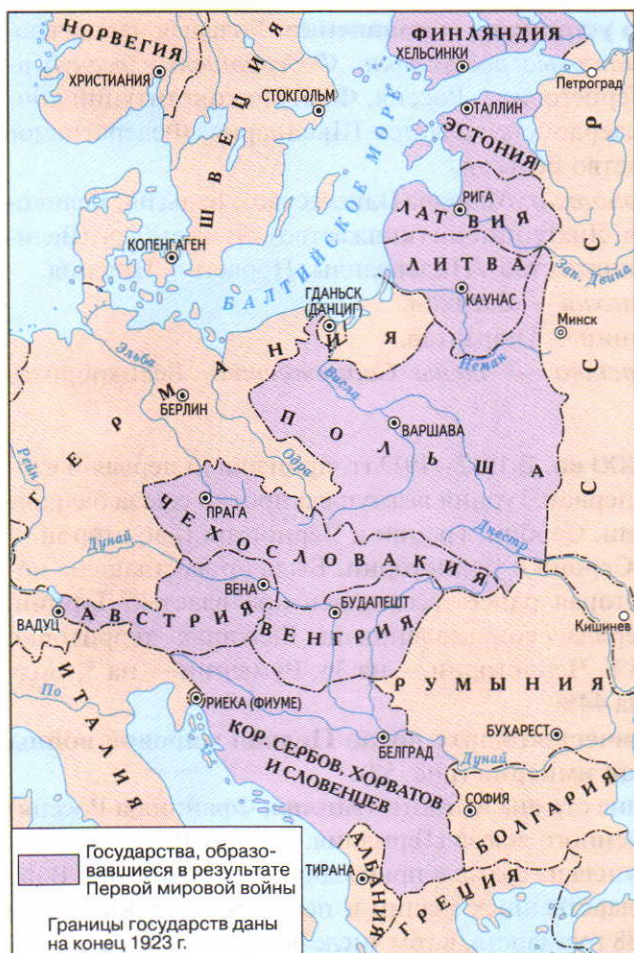 НОРВЕГИЯ
ХРИСТИАНИЯ
ШВЕЦИЯ
СТОКГОЛЬМ
ФИНЛЯНДИЯ
ХЕЛЬСИНКИ
Петроград
ТАЛЛИН
ЭСТОНИЯ
СССР
БАЛТИЙСКОЕ МОРЕ
РИГА
ЛАТВИЯ
Зап. Двина
КОПЕНГАГЕН
ЛИТВА
КАУНАС
ГДАНЬСК
(ДАНЦИГ)
Неман
Минск
Эльба
ГЕРМАНИЯ
БЕРЛИН
Висла
ПОЛЬША
ВАРШАВА
Одра
Рейн
ПРАГА
ЧЕХОСЛОВАКИЯ
Днестр
Дунай
ВЕНА
БУДАПЕШТ
АВСТРИЯ
ВЕНГРИЯ
ВАДУЦ
Кишинев
ИТАЛИЯ
По
РУМЫНИЯ
РИЕКА (ФИУМЕ)
КОР. СЕРБОВ, ХОРВАТОВ
И СЛОВЕНЦЕВ
БЕЛГРАД
БУХАРЕСТ
Дунай
СОФИЯ
БОЛГАРИЯ
ТИРАНА
АЛБАНИЯ
ГРЕЦИЯ
Государства, образо-
вавшиеся в результате
Первой мировой войны
Границы государств даны
на конец 1923 г.